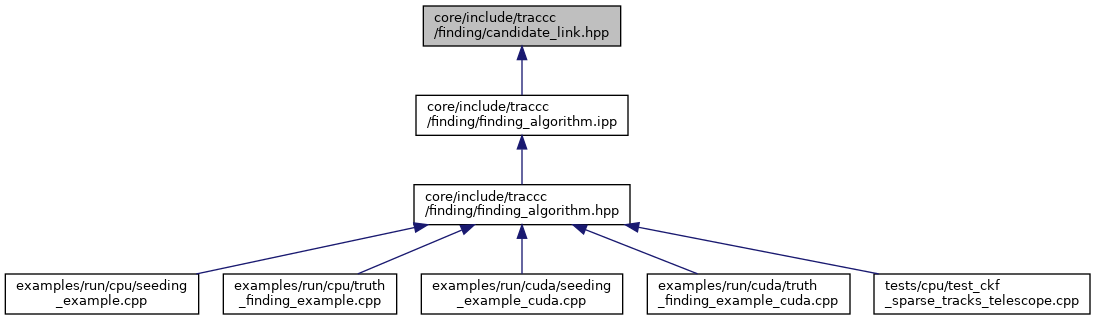 core/include/traccc
/finding/candidate_link.hpp
core/include/traccc
/finding/finding_algorithm.ipp
core/include/traccc
/finding/finding_algorithm.hpp
examples/run/cpu/seeding
_example.cpp
examples/run/cpu/truth
_finding_example.cpp
examples/run/cuda/seeding
_example_cuda.cpp
examples/run/cuda/truth
_finding_example_cuda.cpp
tests/cpu/test_ckf
_sparse_tracks_telescope.cpp